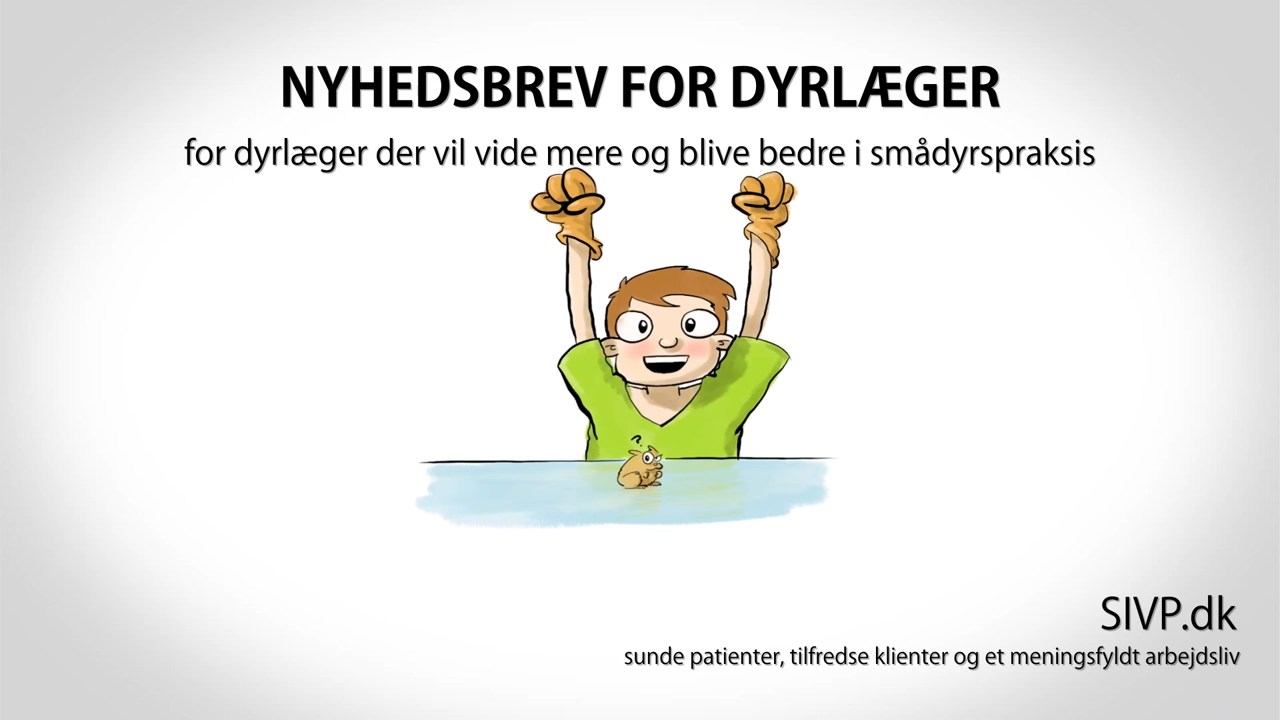 NYHEDSBREV FOR DYRLÆGER
for dyrlæger der vil vide mere og blive bedre i smådyrspraksis
?
SIVP.dk
sunde patienter, tilfredse klienter og et meningsfyldt arbejdsliv